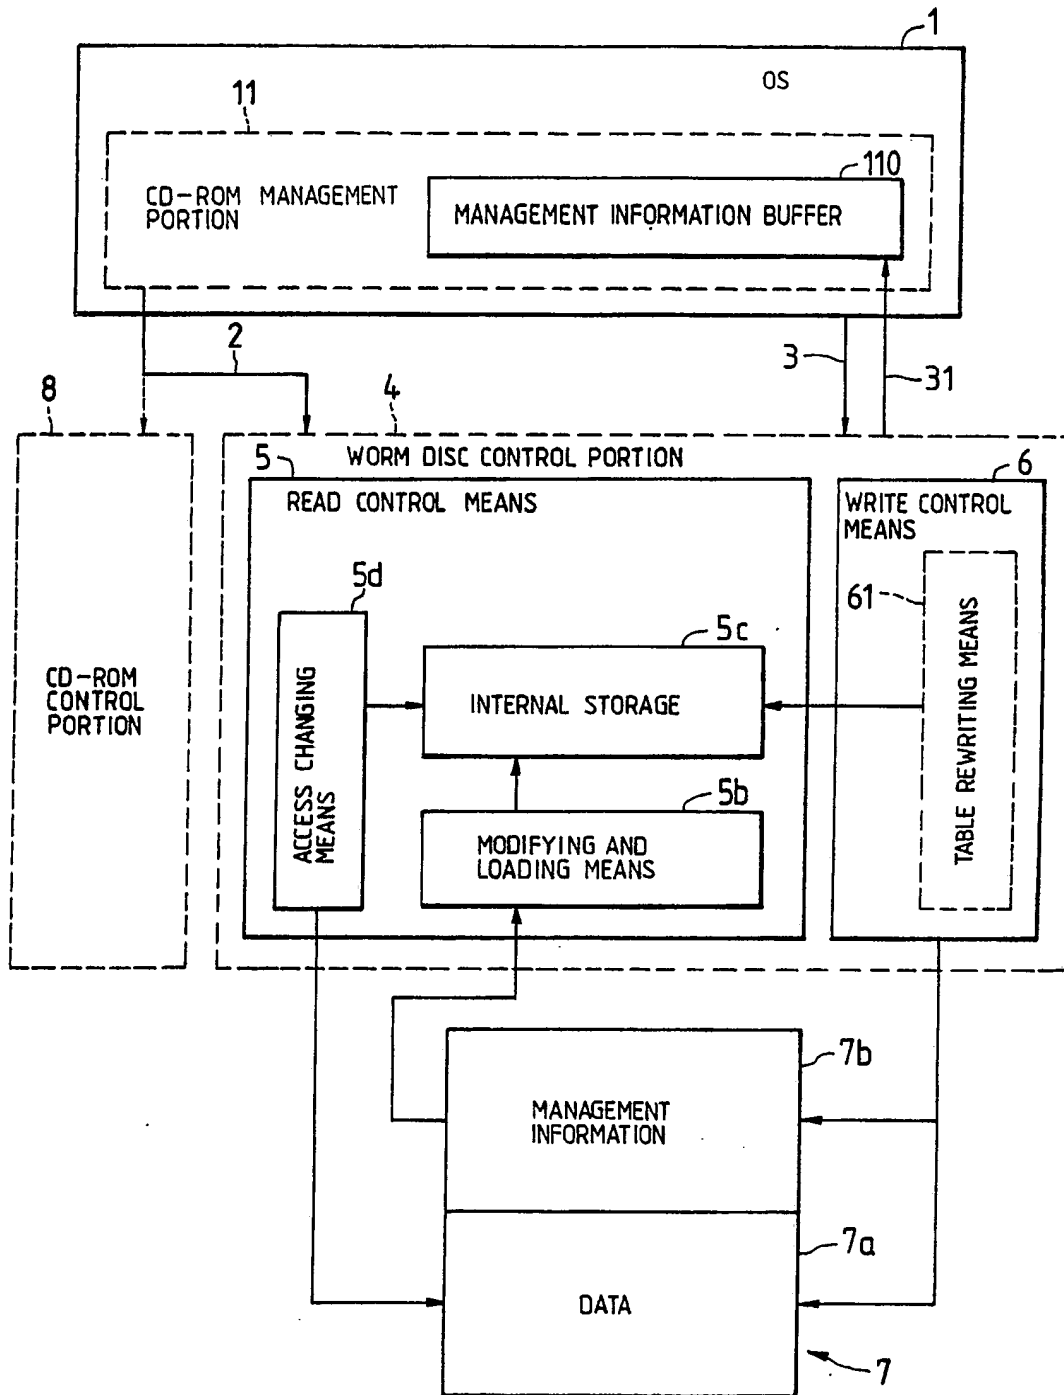 1
OS
11
CD-ROM MANAGEMENT
PORTION
110
MANAGEMENT INFORMATION BUFFER
2
3
31
8
4
WORM DISC CONTROL PORTION
5
READ CONTROL MEANS
6
WRITE CONTROL
MEANS
5d
61
5c
CD-ROM
CONTROL
PORTION
ACCESS CHANGING
MEANS
INTERNAL STORAGE
TABLE REWRITING MEANS
5b
MODIFYING AND
LOADING MEANS
7b
MANAGEMENT
INFORMATION
7a
DATA
7